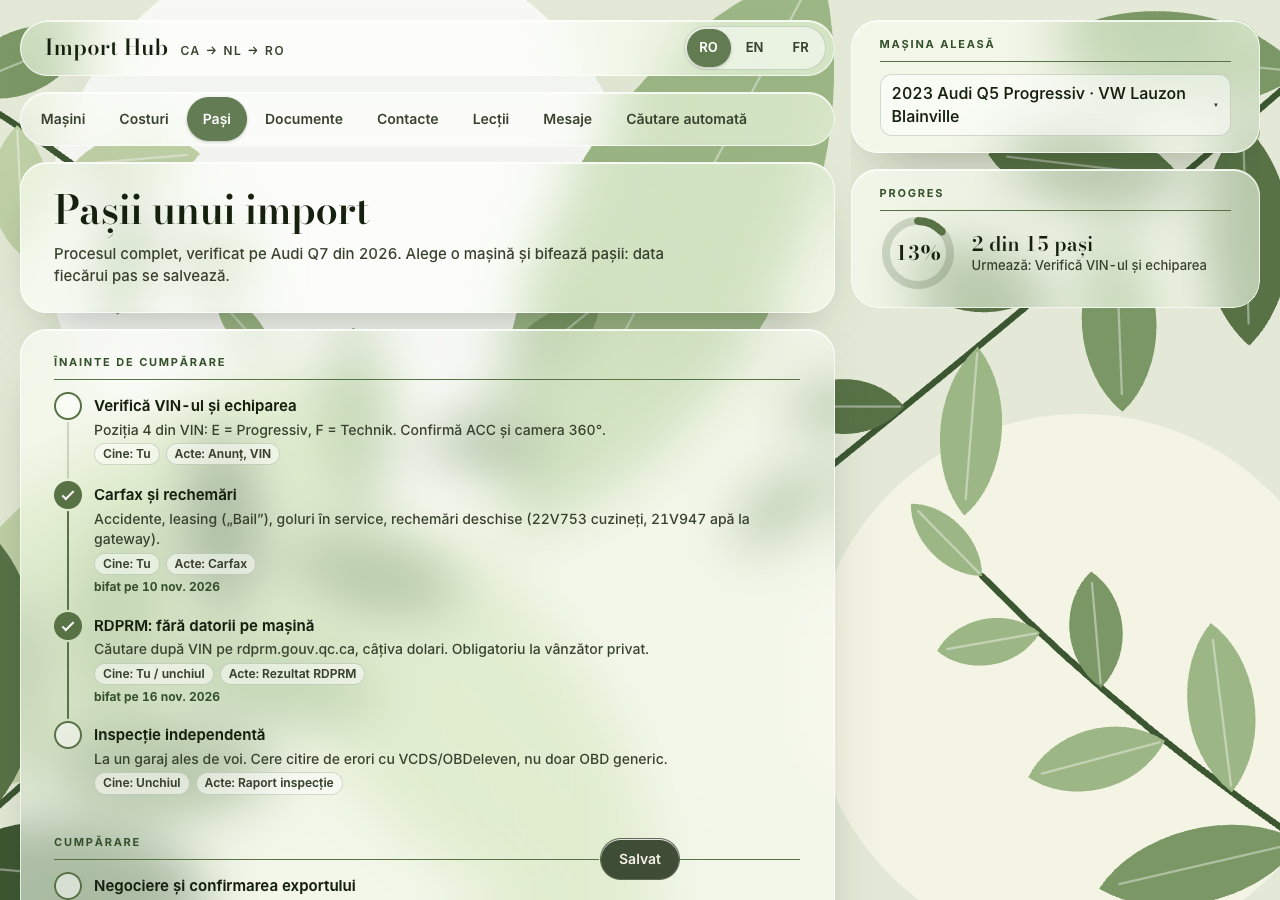 Import Hub CA → NL → RO
RO EN FR
Mașini Costuri Pași Documente Contacte Lecții Mesaje Căutare automată
Pașii unui import
Procesul complet, verificat pe Audi Q7 din 2026. Alege o mașină și bifează pașii: data
fiecărui pas se salvează.
MAȘINA ALEASĂ
2023 Audi Q5 Progressiv · VW Lauzon
Blainville
PROGRES
13%
2 din 15 pași
Urmează: Verifică VIN-ul și echiparea
ÎNAINTE DE CUMPĂRARE
Verifică VIN-ul și echiparea
Poziția 4 din VIN: E = Progressiv, F = Technik. Confirmă ACC și camera 360°.
Cine: Tu Acte: Anunț, VIN
Carfax și rechemări
Accidente, leasing („Bail”), goluri în service, rechemări deschise (22V753 cuzineți, 21V947 apă la
gateway).
Cine: Tu Acte: Carfax
bifat pe 10 nov. 2026
RDPRM: fără datorii pe mașină
Căutare după VIN pe rdprm.gouv.qc.ca, câțiva dolari. Obligatoriu la vânzător privat.
Cine: Tu / unchiul Acte: Rezultat RDPRM
bifat pe 16 nov. 2026
Inspecție independentă
La un garaj ales de voi. Cere citire de erori cu VCDS/OBDeleven, nu doar OBD generic.
Cine: Unchiul Acte: Raport inspecție
CUMPĂRARE
Salvat
Negociere și confirmarea exportului